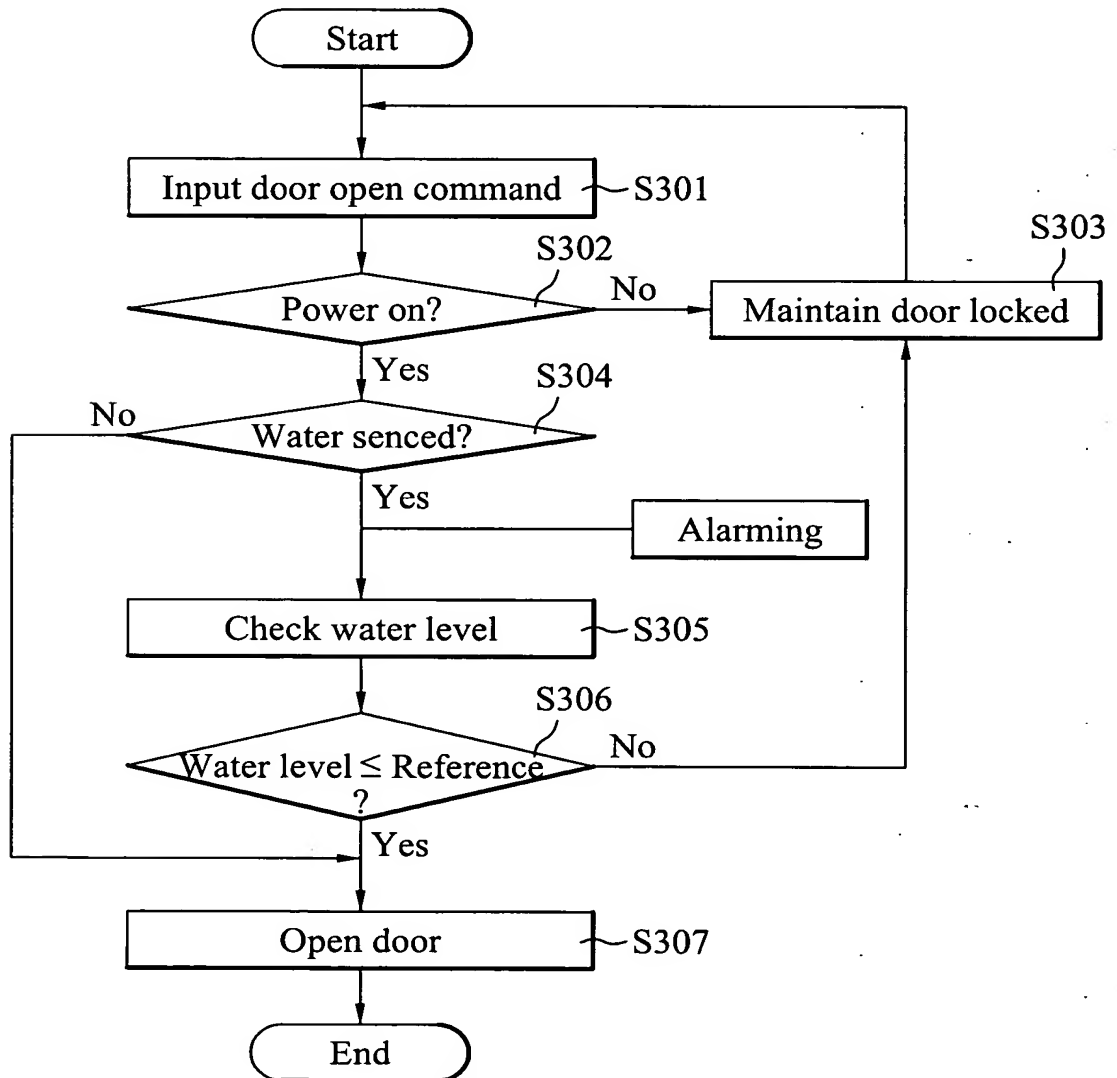 Start
Input door open command
S301
S302
Power on?
No
S303
Maintain door locked
Yes
S304
No
Water senced?
Yes
Alarming
Check water level
S305
S306
Water level ≤ Reference
?
No
Yes
Open door
S307
End